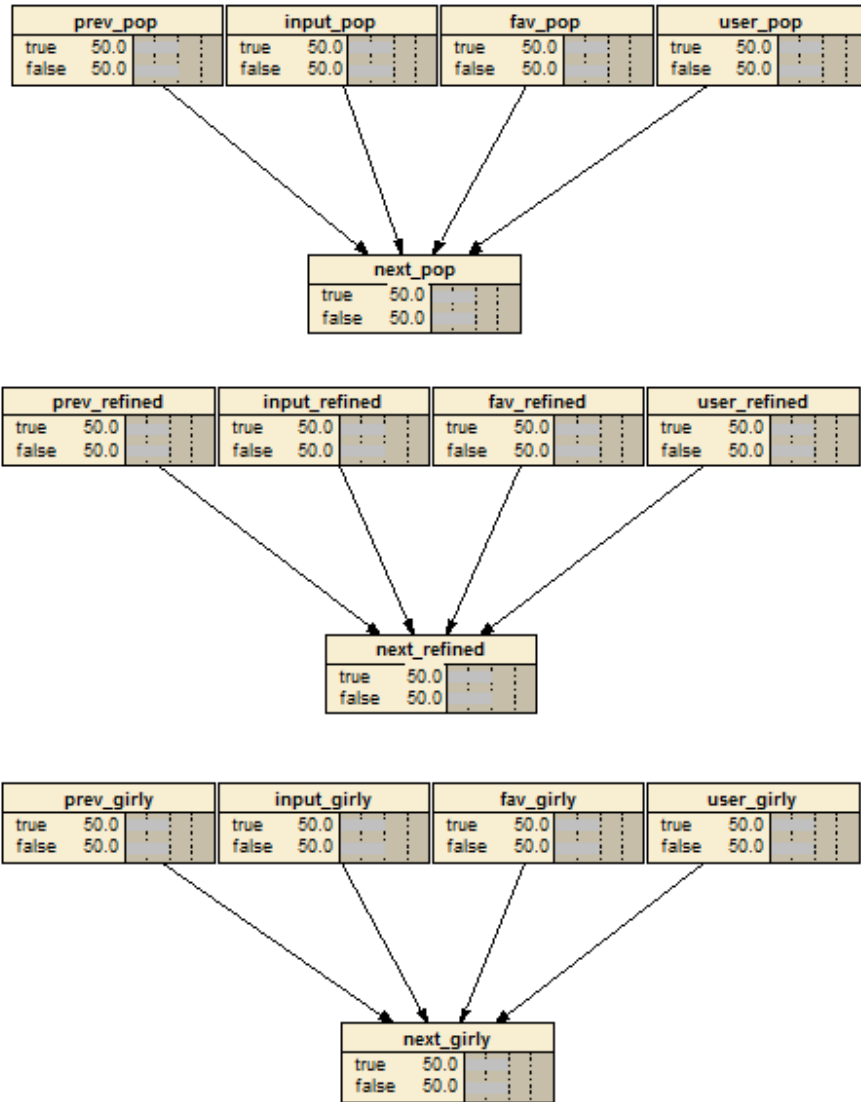 prev_pop input_pop fav_pop user_pop
true 50.0 true 50.0 true 50.0 true 50.0
false 50.0 false 50.0 false 50.0 false 50.0
next_pop
true 50.0
false 50.0
prev_refined input_refined fav_refined user_refined
true 50.0 true 50.0 true 50.0 true 50.0
false 50.0 false 50.0 false 50.0 false 50.0
next_refined
true 50.0
false 50.0
prev_girly input_girly fav_girly user_girly
true 50.0 true 50.0 true 50.0 true 50.0
false 50.0 false 50.0 false 50.0 false 50.0
next_girly
true 50.0
false 50.0